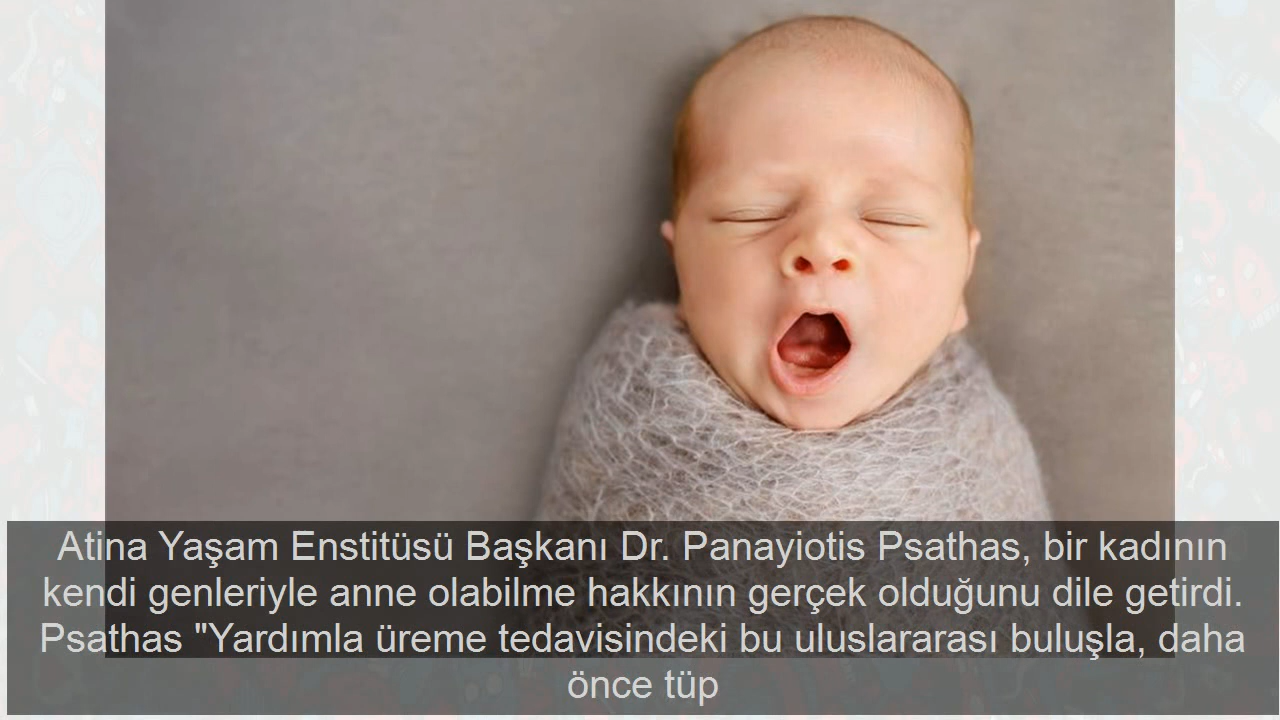 Atina Yaşam Enstitüsü Başkanı Dr. Panayiotis Psathas, bir kadının
kendi genleriyle anne olabilme hakkının gerçek olduğunu dile getirdi.
Psathas "Yardımla üreme tedavisindeki bu uluslararası buluşla, daha
önce tüp